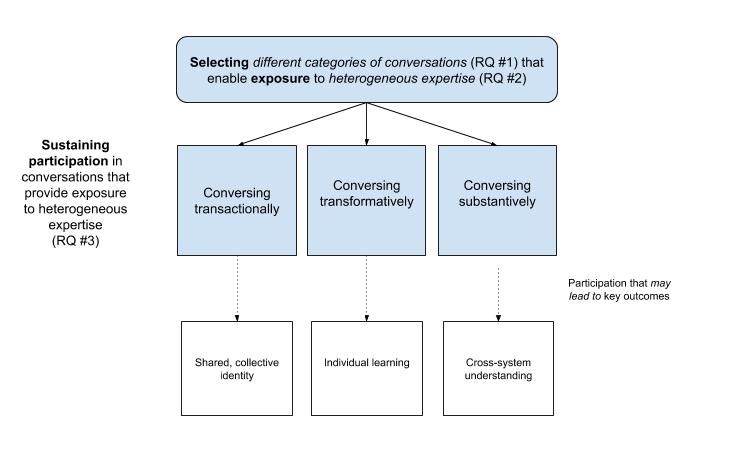 Selecting different categories of conversations (RQ #1) that
enable exposure to heterogeneous expertise (RQ #2)
Sustaining
participation in
conversations that
provide exposure
to heterogeneous
expertise
(RQ #3)
Conversing
transactionally
Conversing
transformatively
Conversing
substantively
Participation that may
lead to key outcomes
Shared, collective
identity
Individual learning
Cross-system
understanding